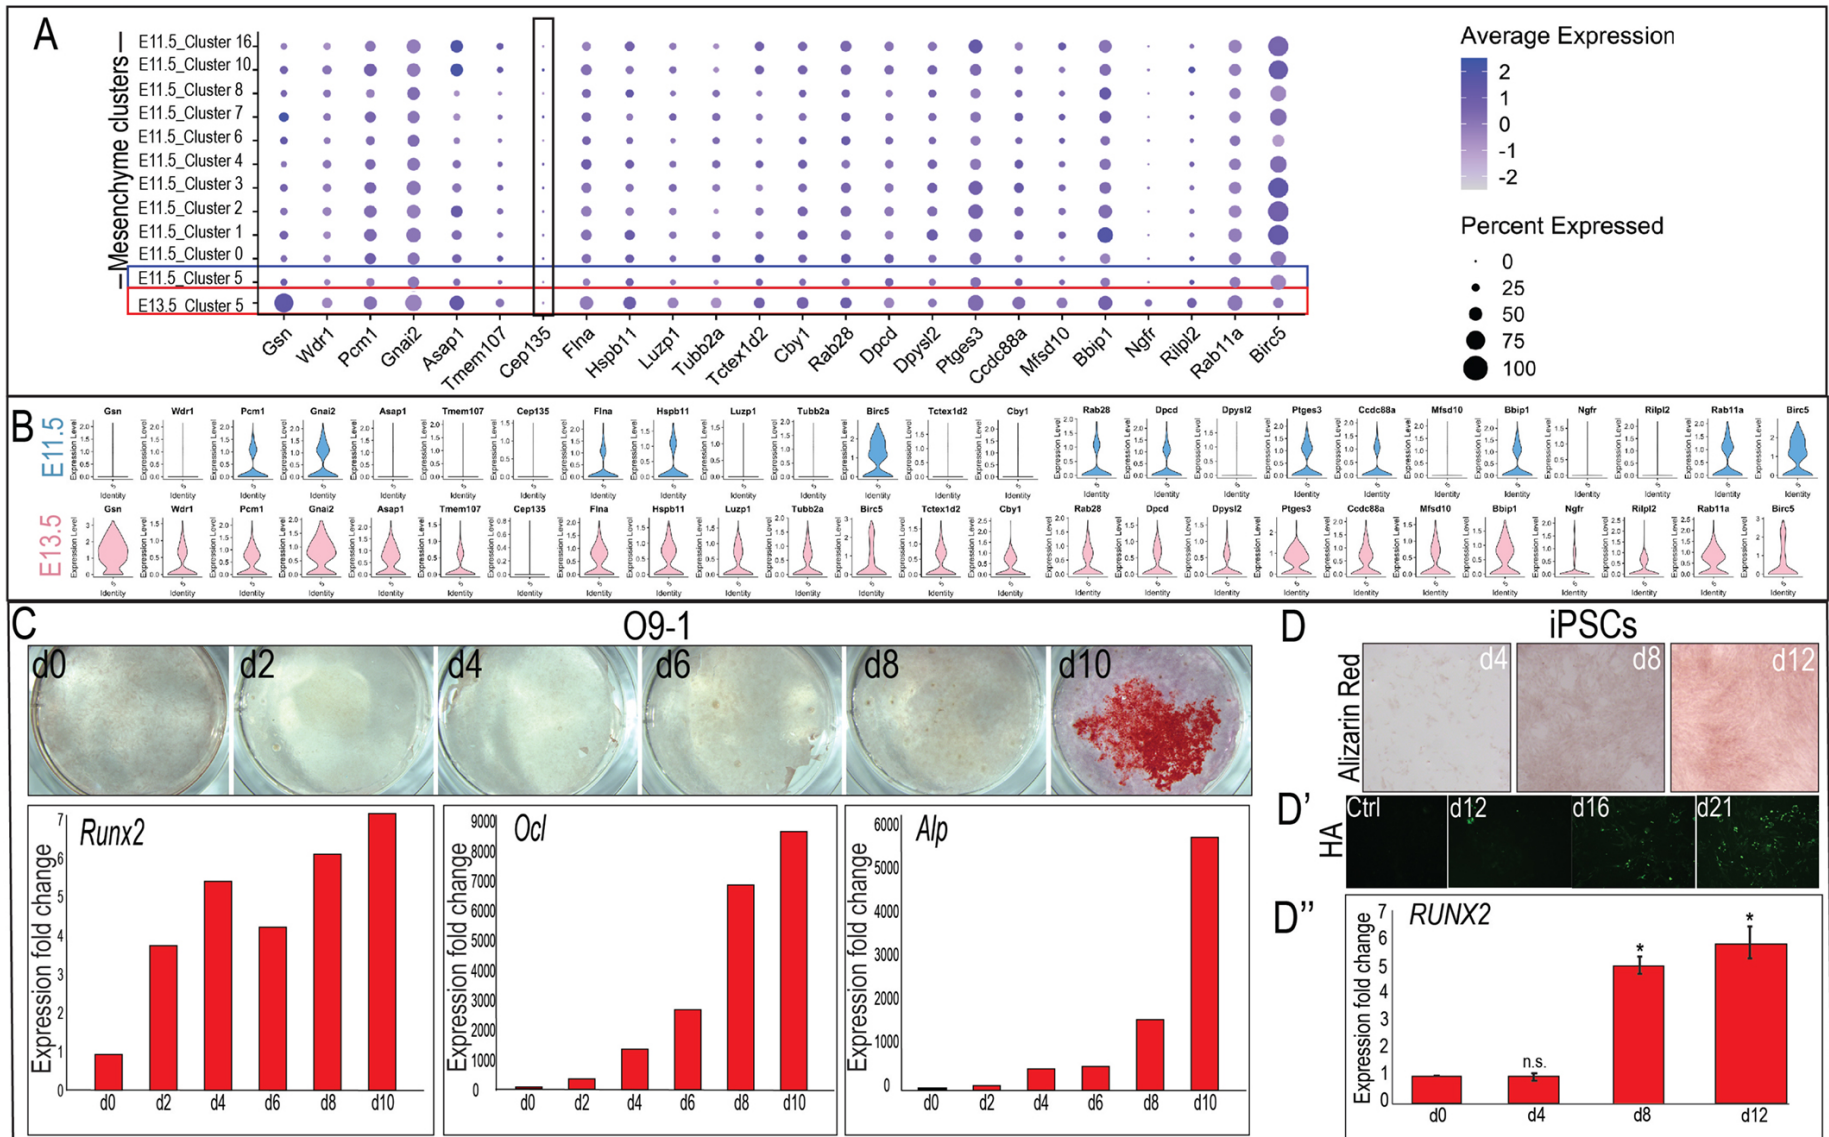 A
Mesenchyme clusters
E11.5_Cluster 16
E11.5_Cluster 10
E11.5_Cluster 8
E11.5_Cluster 7
E11.5_Cluster 6
E11.5_Cluster 4
E11.5_Cluster 3
E11.5_Cluster 2
E11.5_Cluster 1
E11.5_Cluster 0
E11.5_Cluster 5
E13.5_Cluster 5
Gsn Wdr1 Pcm1 Gnai2 Asap1 Tmem107 Cep135 Flna Hspb11 Luzp1 Tubb2a Tctex1d2 Cby1 Rab28 Dpcd Dpysl2 Ptges3 Ccdc88a Mfsd10 Bbip1 Ngfr Rilpl2 Rab11a Birc5
Average Expression
2
1
0
-1
-2
Percent Expressed
0
25
50
75
100
B
E11.5
Gsn Wdr1 Pcm1 Gnai2 Asap1 Tmem107 Cep135 Flna Hspb11 Luzp1 Tubb2a Birc5 Tctex1d2 Cby1 Rab28 Dpcd Dpysl2 Ptges3 Ccdc88a Mfsd10 Bbip1 Ngfr Rilpl2 Rab11a Birc5
Expression Level
5
Identity
E13.5
Gsn Wdr1 Pcm1 Gnai2 Asap1 Tmem107 Cep135 Flna Hspb11 Luzp1 Tubb2a Birc5 Tctex1d2 Cby1 Rab28 Dpcd Dpysl2 Ptges3 Ccdc88a Mfsd10 Bbip1 Ngfr Rilpl2 Rab11a Birc5
Expression Level
5
Identity
C
O9-1
d0 d2 d4 d6 d8 d10
Runx2
Expression fold change
7
6
5
4
3
2
1
0
d0 d2 d4 d6 d8 d10
Ocl
Expression fold change
9000
8000
7000
6000
5000
4000
3000
2000
1000
0
d0 d2 d4 d6 d8 d10
Alp
Expression fold change
6000
5000
4000
3000
2000
1000
0
d0 d2 d4 d6 d8 d10
D
iPSCs
Alizarin Red
d4 d8 d12
D'
HA
Ctrl d12 d16 d21
D"
RUNX2
Expression fold change
7
6
5
4
3
2
1
0
n.s.
*
*
d0 d4 d8 d12